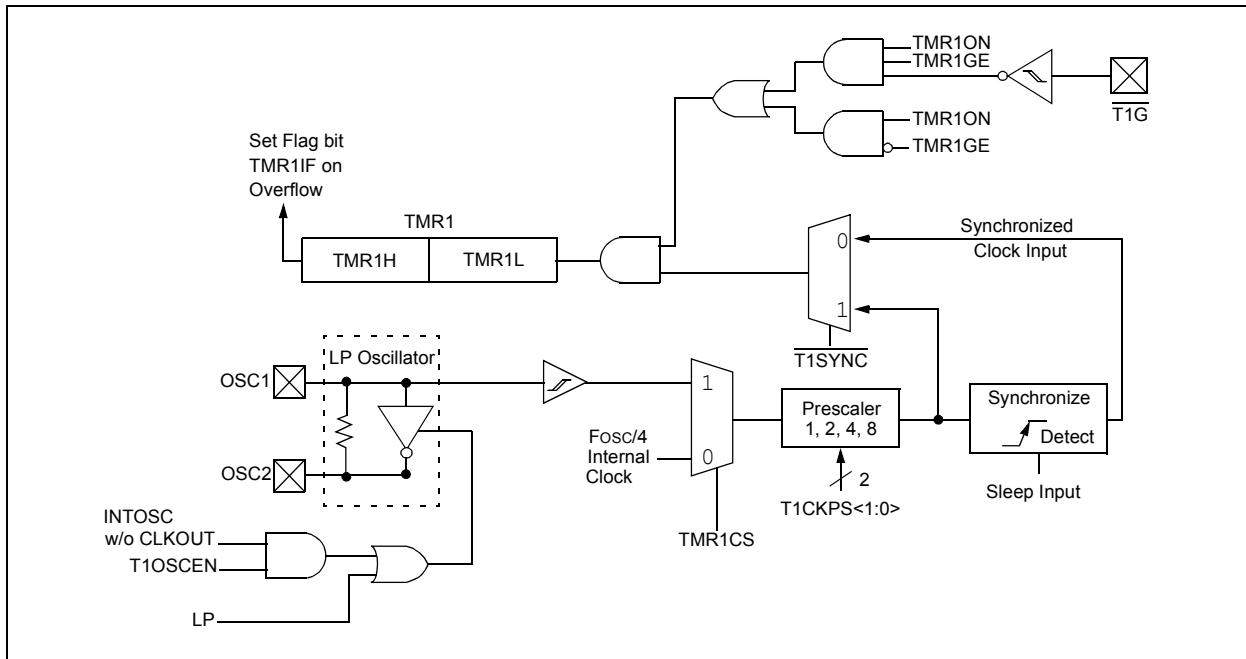 TMR1ON
TMR1GE
T1G
TMR1ON
TMR1GE
Set Flag bit
TMR1IF on
Overflow
TMR1
TMR1H
TMR1L
0
1
Synchronized
Clock Input
T1SYNC
LP Oscillator
OSC1
OSC2
1
0
FOSC/4
Internal
Clock
TMR1CS
Prescaler
1, 2, 4, 8
2
T1CKPS<1:0>
Synchronize
Detect
Sleep Input
INTOSC
w/o CLKOUT
T1OSCEN
LP